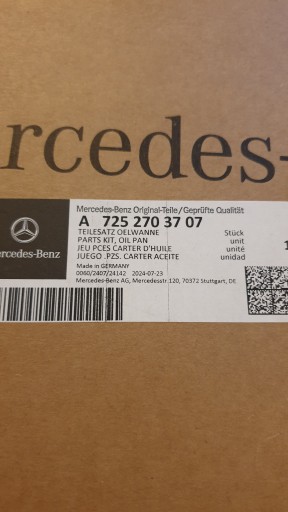 rcedes-
Mercedes-Benz Original-Teile/Geprüfte Qualität
A 725 270 37 07
TEILESATZ OELWANNE Stück
PARTS KIT, OIL PAN unit
JEU PCES CARTER D'HUILE unité
JUEGO .PZS. CARTER ACEITE unidad
1
rcedes-Benz
Made in GERMANY
0060/2407/24142 2024-07-23
Mercedes-Benz AG, Mercedesstr.120, 70372 Stuttgart, DE